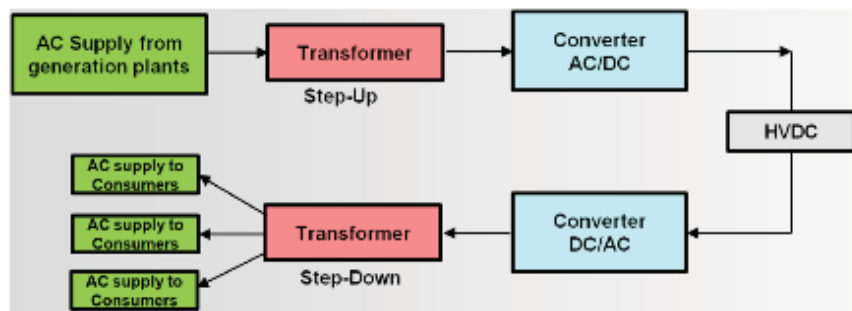 AC Supply from
generation plants
Transformer
Step-Up
Converter
AC/DC
HVDC
AC supply to
Consumers
AC supply to
Consumers
AC supply to
Consumers
Transformer
Step-Down
Converter
DC/AC